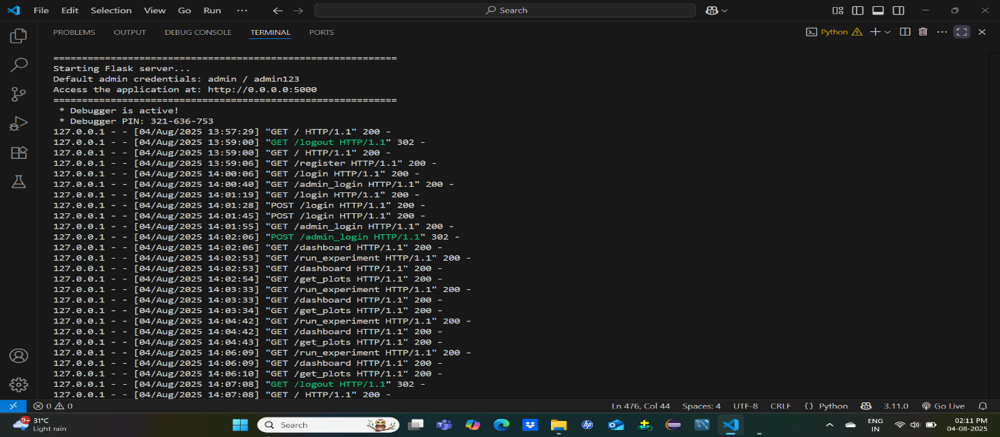 File Edit Selection View Go Run ··· Search
PROBLEMS OUTPUT DEBUG CONSOLE TERMINAL PORTS Python
============================================================
Starting Flask server...
Default admin credentials: admin / admin123
Access the application at: http://0.0.0.0:5000
============================================================
* Debugger is active!
* Debugger PIN: 321-636-753
127.0.0.1 - - [04/Aug/2025 13:57:29] "GET / HTTP/1.1" 200 -
127.0.0.1 - - [04/Aug/2025 13:59:00] "GET /logout HTTP/1.1" 302 -
127.0.0.1 - - [04/Aug/2025 13:59:00] "GET / HTTP/1.1" 200 -
127.0.0.1 - - [04/Aug/2025 13:59:06] "GET /register HTTP/1.1" 200 -
127.0.0.1 - - [04/Aug/2025 14:00:06] "GET /login HTTP/1.1" 200 -
127.0.0.1 - - [04/Aug/2025 14:00:40] "GET /admin_login HTTP/1.1" 200 -
127.0.0.1 - - [04/Aug/2025 14:01:19] "GET /login HTTP/1.1" 200 -
127.0.0.1 - - [04/Aug/2025 14:01:28] "POST /login HTTP/1.1" 200 -
127.0.0.1 - - [04/Aug/2025 14:01:45] "POST /login HTTP/1.1" 200 -
127.0.0.1 - - [04/Aug/2025 14:01:55] "GET /admin_login HTTP/1.1" 200 -
127.0.0.1 - - [04/Aug/2025 14:02:06] "POST /admin_login HTTP/1.1" 302 -
127.0.0.1 - - [04/Aug/2025 14:02:06] "GET /dashboard HTTP/1.1" 200 -
127.0.0.1 - - [04/Aug/2025 14:02:53] "GET /run_experiment HTTP/1.1" 200 -
127.0.0.1 - - [04/Aug/2025 14:02:53] "GET /dashboard HTTP/1.1" 200 -
127.0.0.1 - - [04/Aug/2025 14:02:54] "GET /get_plots HTTP/1.1" 200 -
127.0.0.1 - - [04/Aug/2025 14:03:33] "GET /run_experiment HTTP/1.1" 200 -
127.0.0.1 - - [04/Aug/2025 14:03:33] "GET /dashboard HTTP/1.1" 200 -
127.0.0.1 - - [04/Aug/2025 14:03:34] "GET /get_plots HTTP/1.1" 200 -
127.0.0.1 - - [04/Aug/2025 14:04:42] "GET /run_experiment HTTP/1.1" 200 -
127.0.0.1 - - [04/Aug/2025 14:04:42] "GET /dashboard HTTP/1.1" 200 -
127.0.0.1 - - [04/Aug/2025 14:04:43] "GET /get_plots HTTP/1.1" 200 -
127.0.0.1 - - [04/Aug/2025 14:06:09] "GET /run_experiment HTTP/1.1" 200 -
127.0.0.1 - - [04/Aug/2025 14:06:09] "GET /dashboard HTTP/1.1" 200 -
127.0.0.1 - - [04/Aug/2025 14:06:10] "GET /get_plots HTTP/1.1" 200 -
127.0.0.1 - - [04/Aug/2025 14:07:08] "GET /logout HTTP/1.1" 302 -
127.0.0.1 - - [04/Aug/2025 14:07:08] "GET / HTTP/1.1" 200 -
0 0 Ln 476, Col 44 Spaces: 4 UTF-8 CRLF {} Python 3.11.0 Go Live
9+ 31°C Search hp ENG 02:11 PM
Light rain IN 04-08-2025